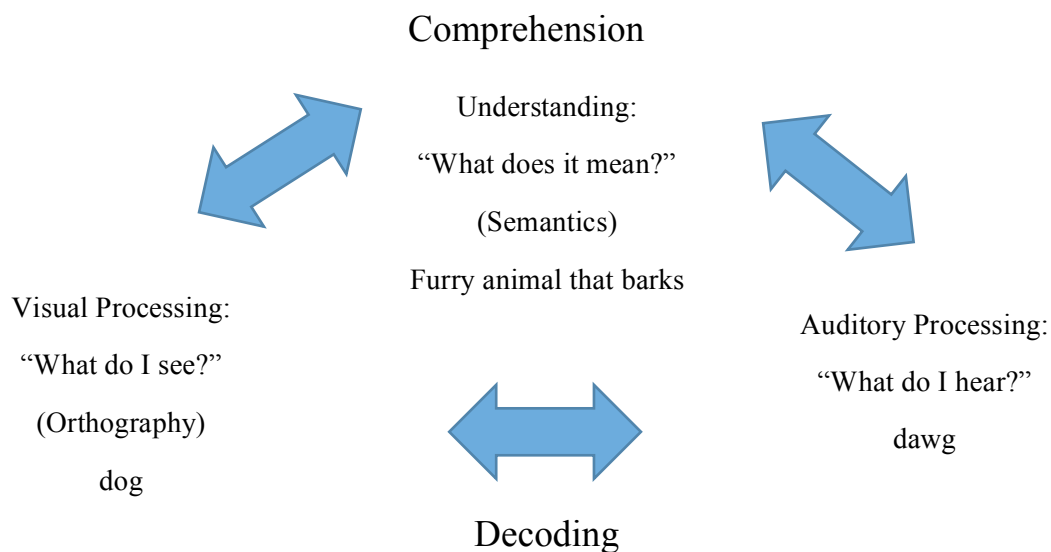 Comprehension
Understanding:
“What does it mean?”
(Semantics)
Furry animal that barks
Visual Processing:
“What do I see?”
(Orthography)
dog
Auditory Processing:
“What do I hear?”
dawg
Decoding